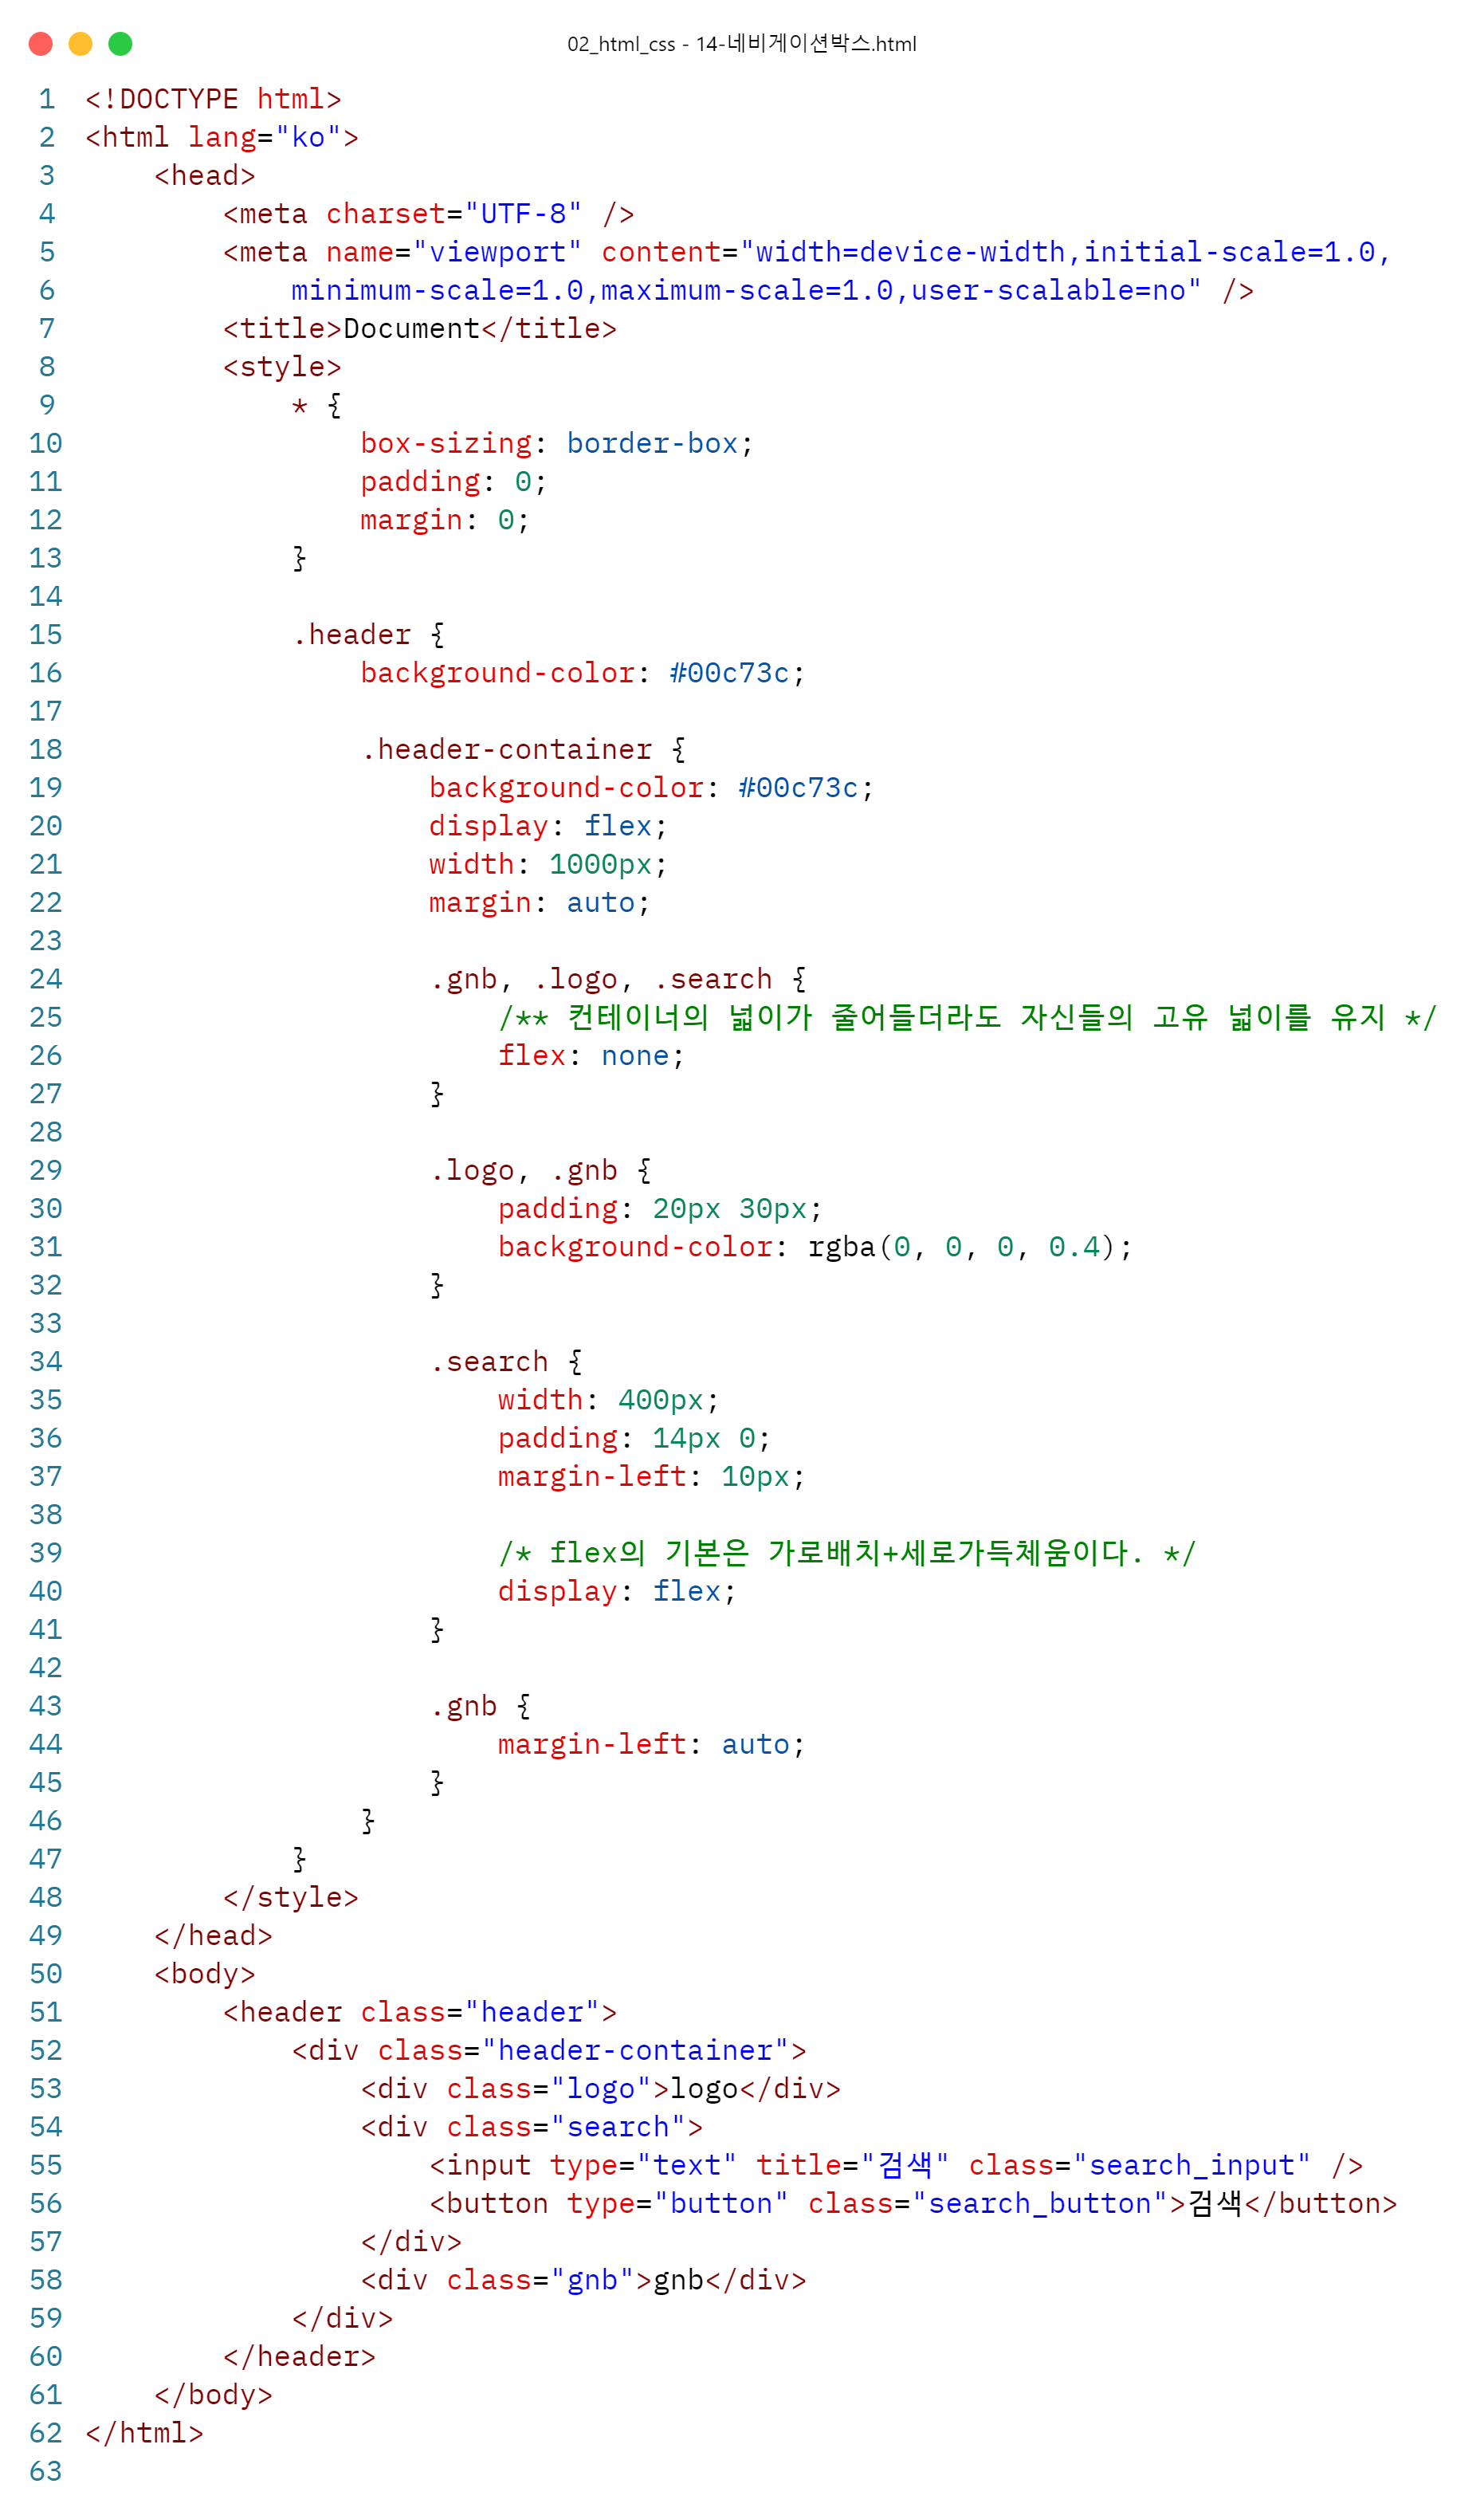 02_html_css - 14-네비게이션박스.html
1 <!DOCTYPE html>
2 <html lang="ko">
3     <head>
4         <meta charset="UTF-8" />
5         <meta name="viewport" content="width=device-width,initial-scale=1.0,
6             minimum-scale=1.0,maximum-scale=1.0,user-scalable=no" />
7         <title>Document</title>
8         <style>
9             * {
10                 box-sizing: border-box;
11                 padding: 0;
12                 margin: 0;
13             }
14
15             .header {
16                 background-color: #00c73c;
17
18                 .header-container {
19                     background-color: #00c73c;
20                     display: flex;
21                     width: 1000px;
22                     margin: auto;
23
24                     .gnb, .logo, .search {
25                         /** 컨테이너의 넓이가 줄어들더라도 자신들의 고유 넓이를 유지 */
26                         flex: none;
27                     }
28
29                     .logo, .gnb {
30                         padding: 20px 30px;
31                         background-color: rgba(0, 0, 0, 0.4);
32                     }
33
34                     .search {
35                         width: 400px;
36                         padding: 14px 0;
37                         margin-left: 10px;
38
39                         /* flex의 기본은 가로배치+세로가득체움이다. */
40                         display: flex;
41                     }
42
43                     .gnb {
44                         margin-left: auto;
45                     }
46                 }
47             }
48         </style>
49     </head>
50     <body>
51         <header class="header">
52             <div class="header-container">
53                 <div class="logo">logo</div>
54                 <div class="search">
55                     <input type="text" title="검색" class="search_input" />
56                     <button type="button" class="search_button">검색</button>
57                 </div>
58                 <div class="gnb">gnb</div>
59             </div>
60         </header>
61     </body>
62 </html>
63